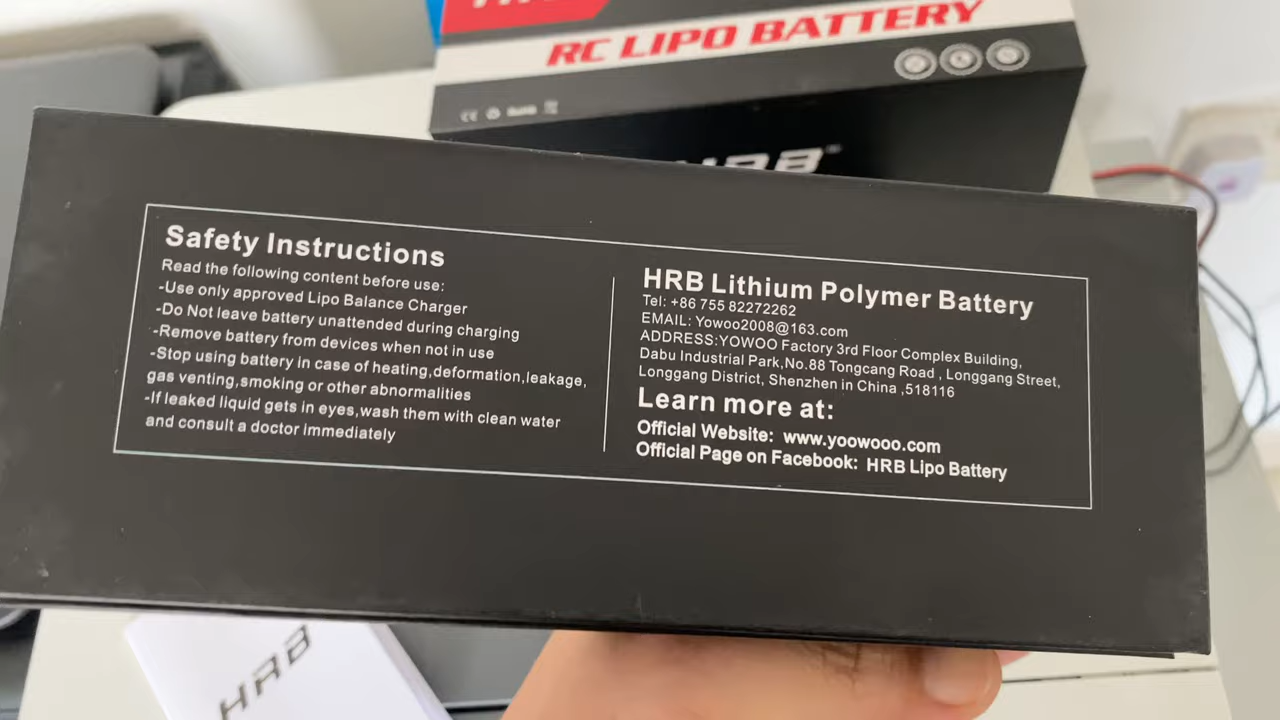 RC LIPO BATTERY
CE RoHS
HRB™
Safety Instructions
Read the following content before use:
-Use only approved Lipo Balance Charger
-Do Not leave battery unattended during charging
-Remove battery from devices when not in use
-Stop using battery in case of heating,deformation,leakage,
gas venting,smoking or other abnormalities
-If leaked liquid gets in eyes,wash them with clean water
and consult a doctor immediately
HRB Lithium Polymer Battery
Tel: +86 755 82272262
EMAIL: Yowoo2008@163.com
ADDRESS:YOWOO Factory 3rd Floor Complex Building,
Dabu Industrial Park,No.88 Tongcang Road , Longgang Street,
Longgang District, Shenzhen in China ,518116
Learn more at:
Official Website: www.yoowooo.com
Official Page on Facebook: HRB Lipo Battery
HRB